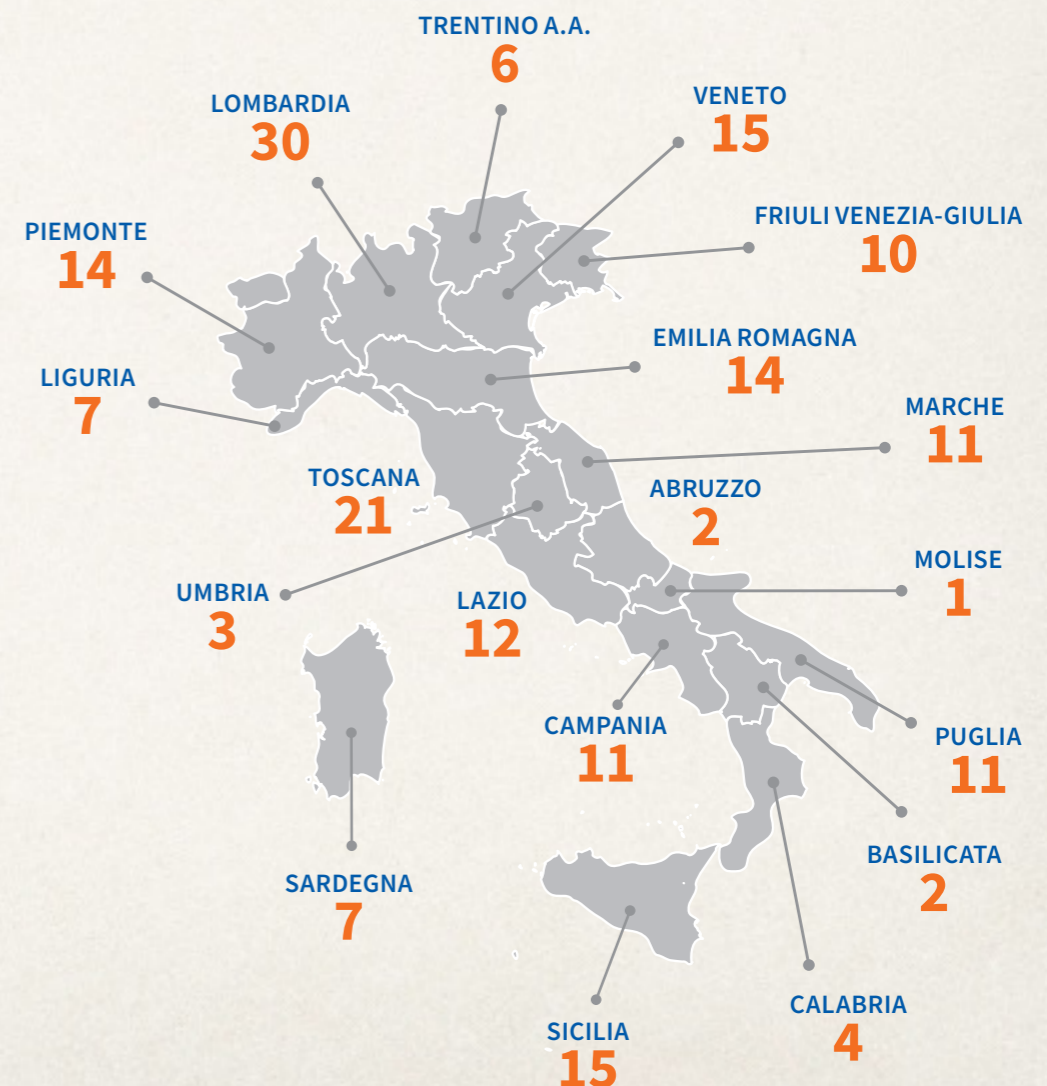 TRENTINO A.A.
6
LOMBARDIA
30
VENETO
15
PIEMONTE
14
FRIULI VENEZIA-GIULIA
10
EMILIA ROMAGNA
14
LIGURIA
7
MARCHE
11
TOSCANA
21
ABRUZZO
2
MOLISE
1
UMBRIA
3
LAZIO
12
CAMPANIA
11
PUGLIA
11
BASILICATA
2
SARDEGNA
7
CALABRIA
4
SICILIA
15